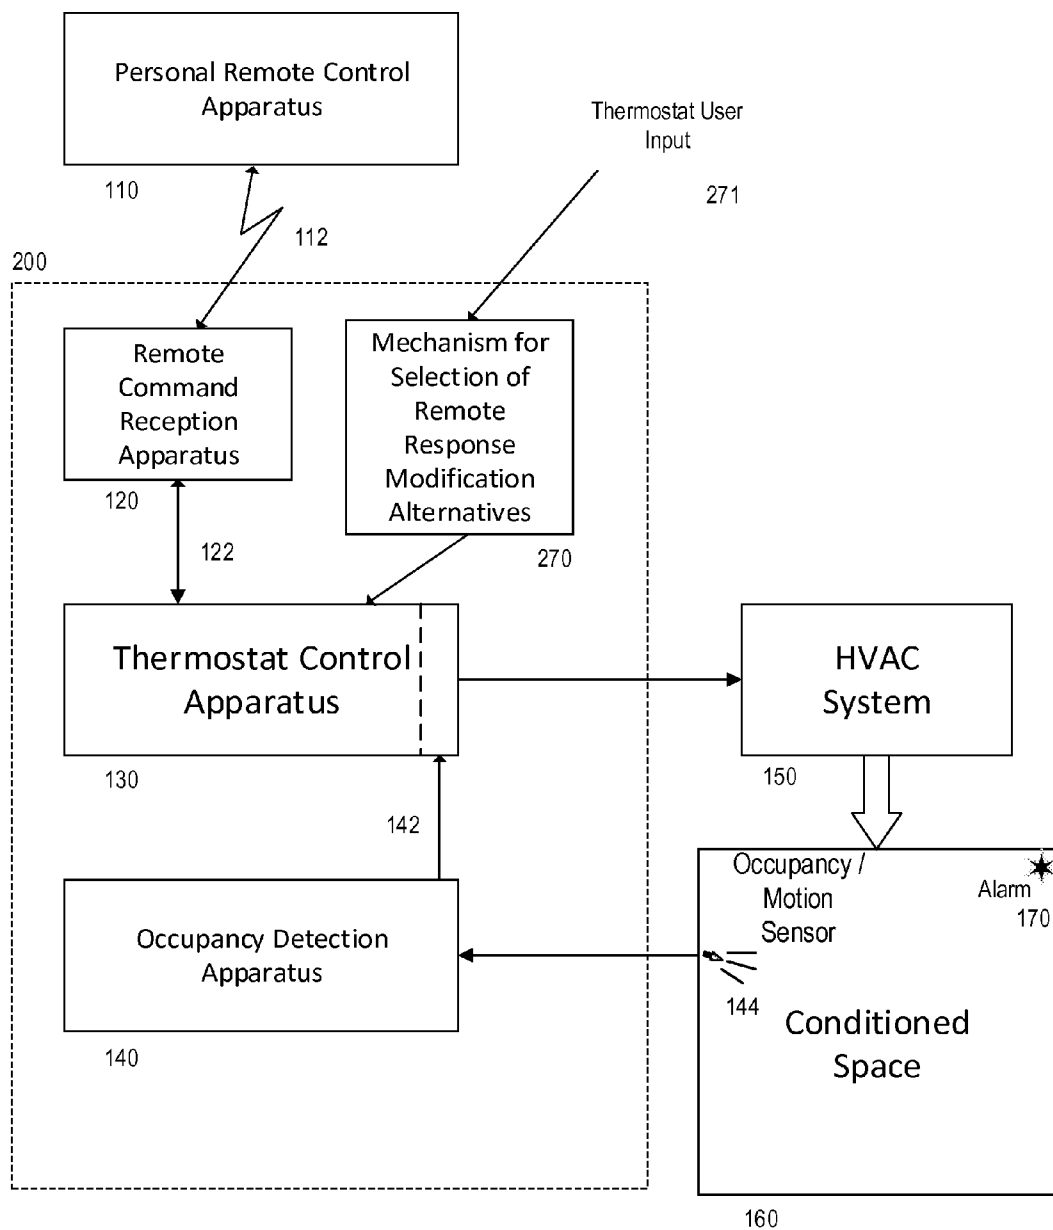 Personal Remote Control
Apparatus
110
Thermostat User
Input
271
112
200
Remote
Command
Reception
Apparatus
120
Mechanism for
Selection of
Remote
Response
Modification
Alternatives
270
122
Thermostat Control
Apparatus
130
HVAC
System
150
142
Occupancy Detection
Apparatus
140
Occupancy /
Motion
Sensor
144
Alarm
170
Conditioned
Space
160